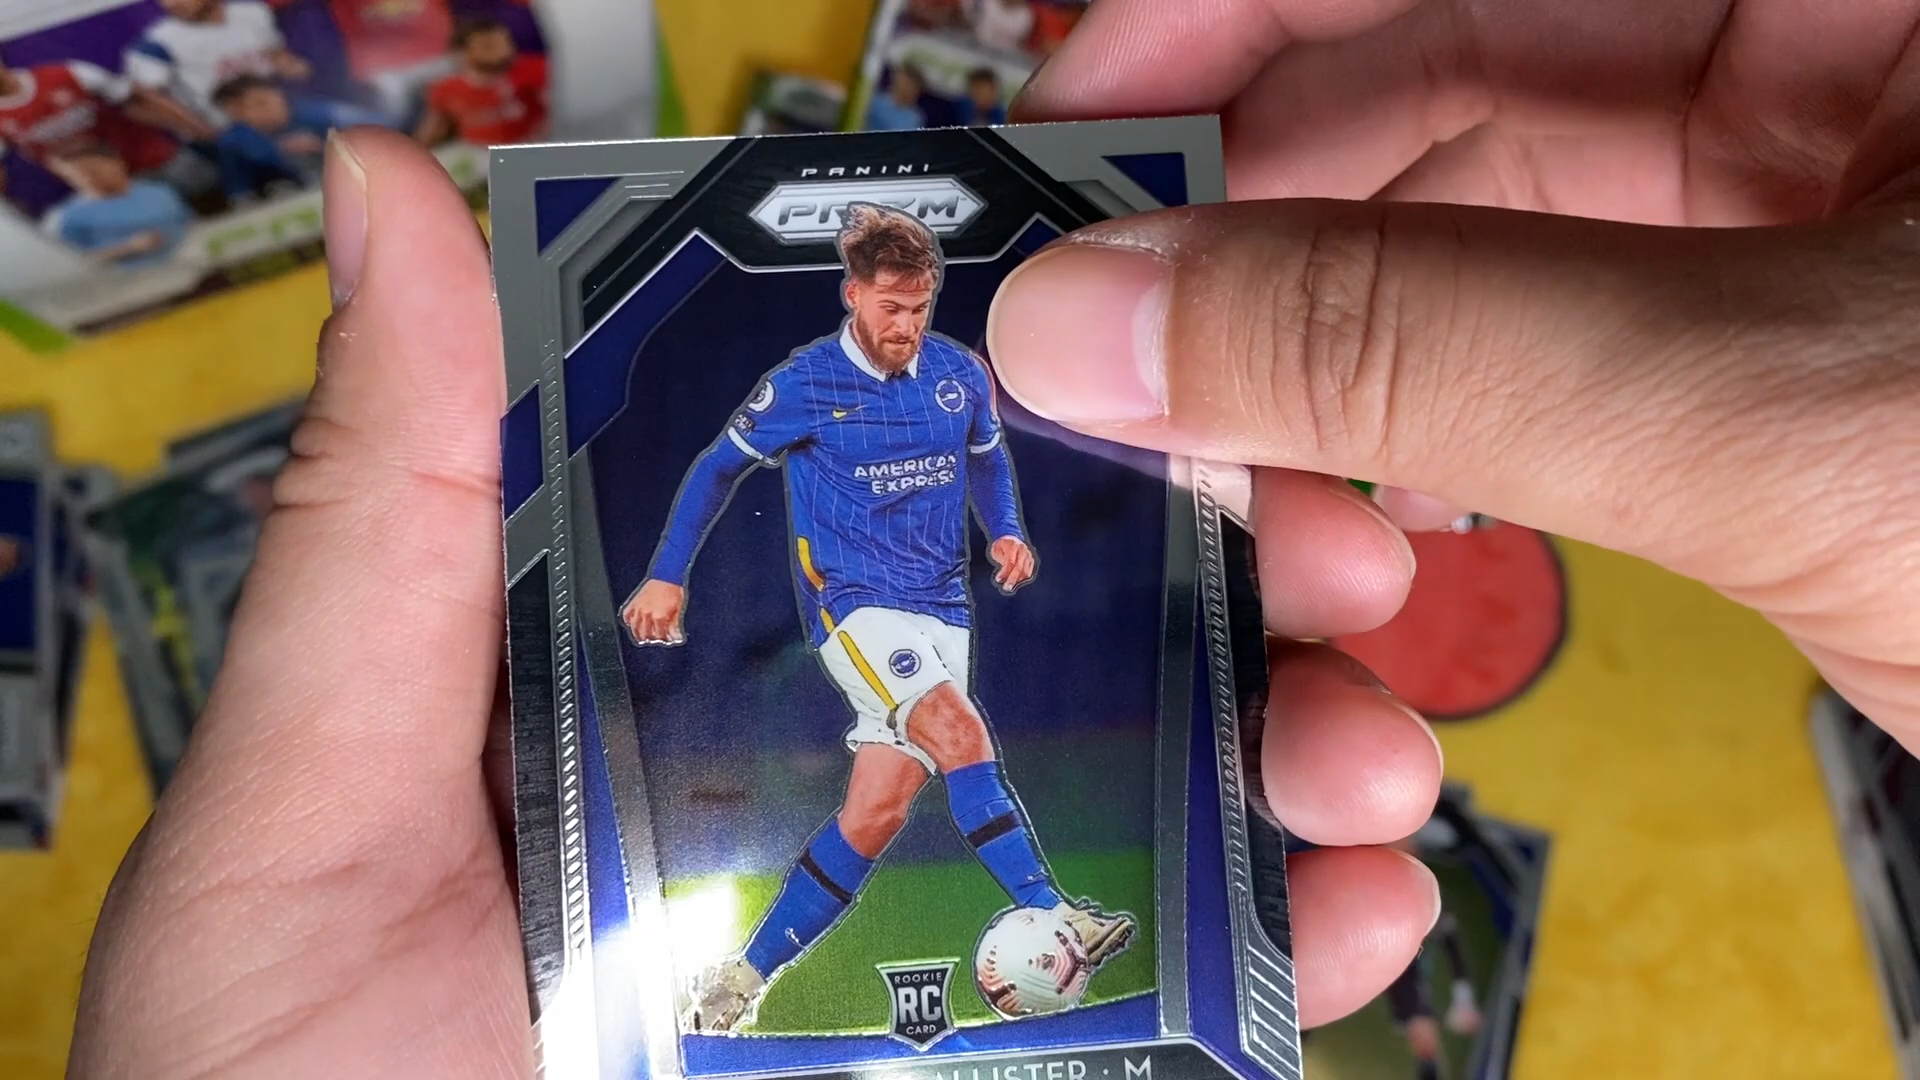 PANINI
PRIZM
AMERICAN
EXPRESS
ROOKIE
RC
CARD
ALLISTER : M